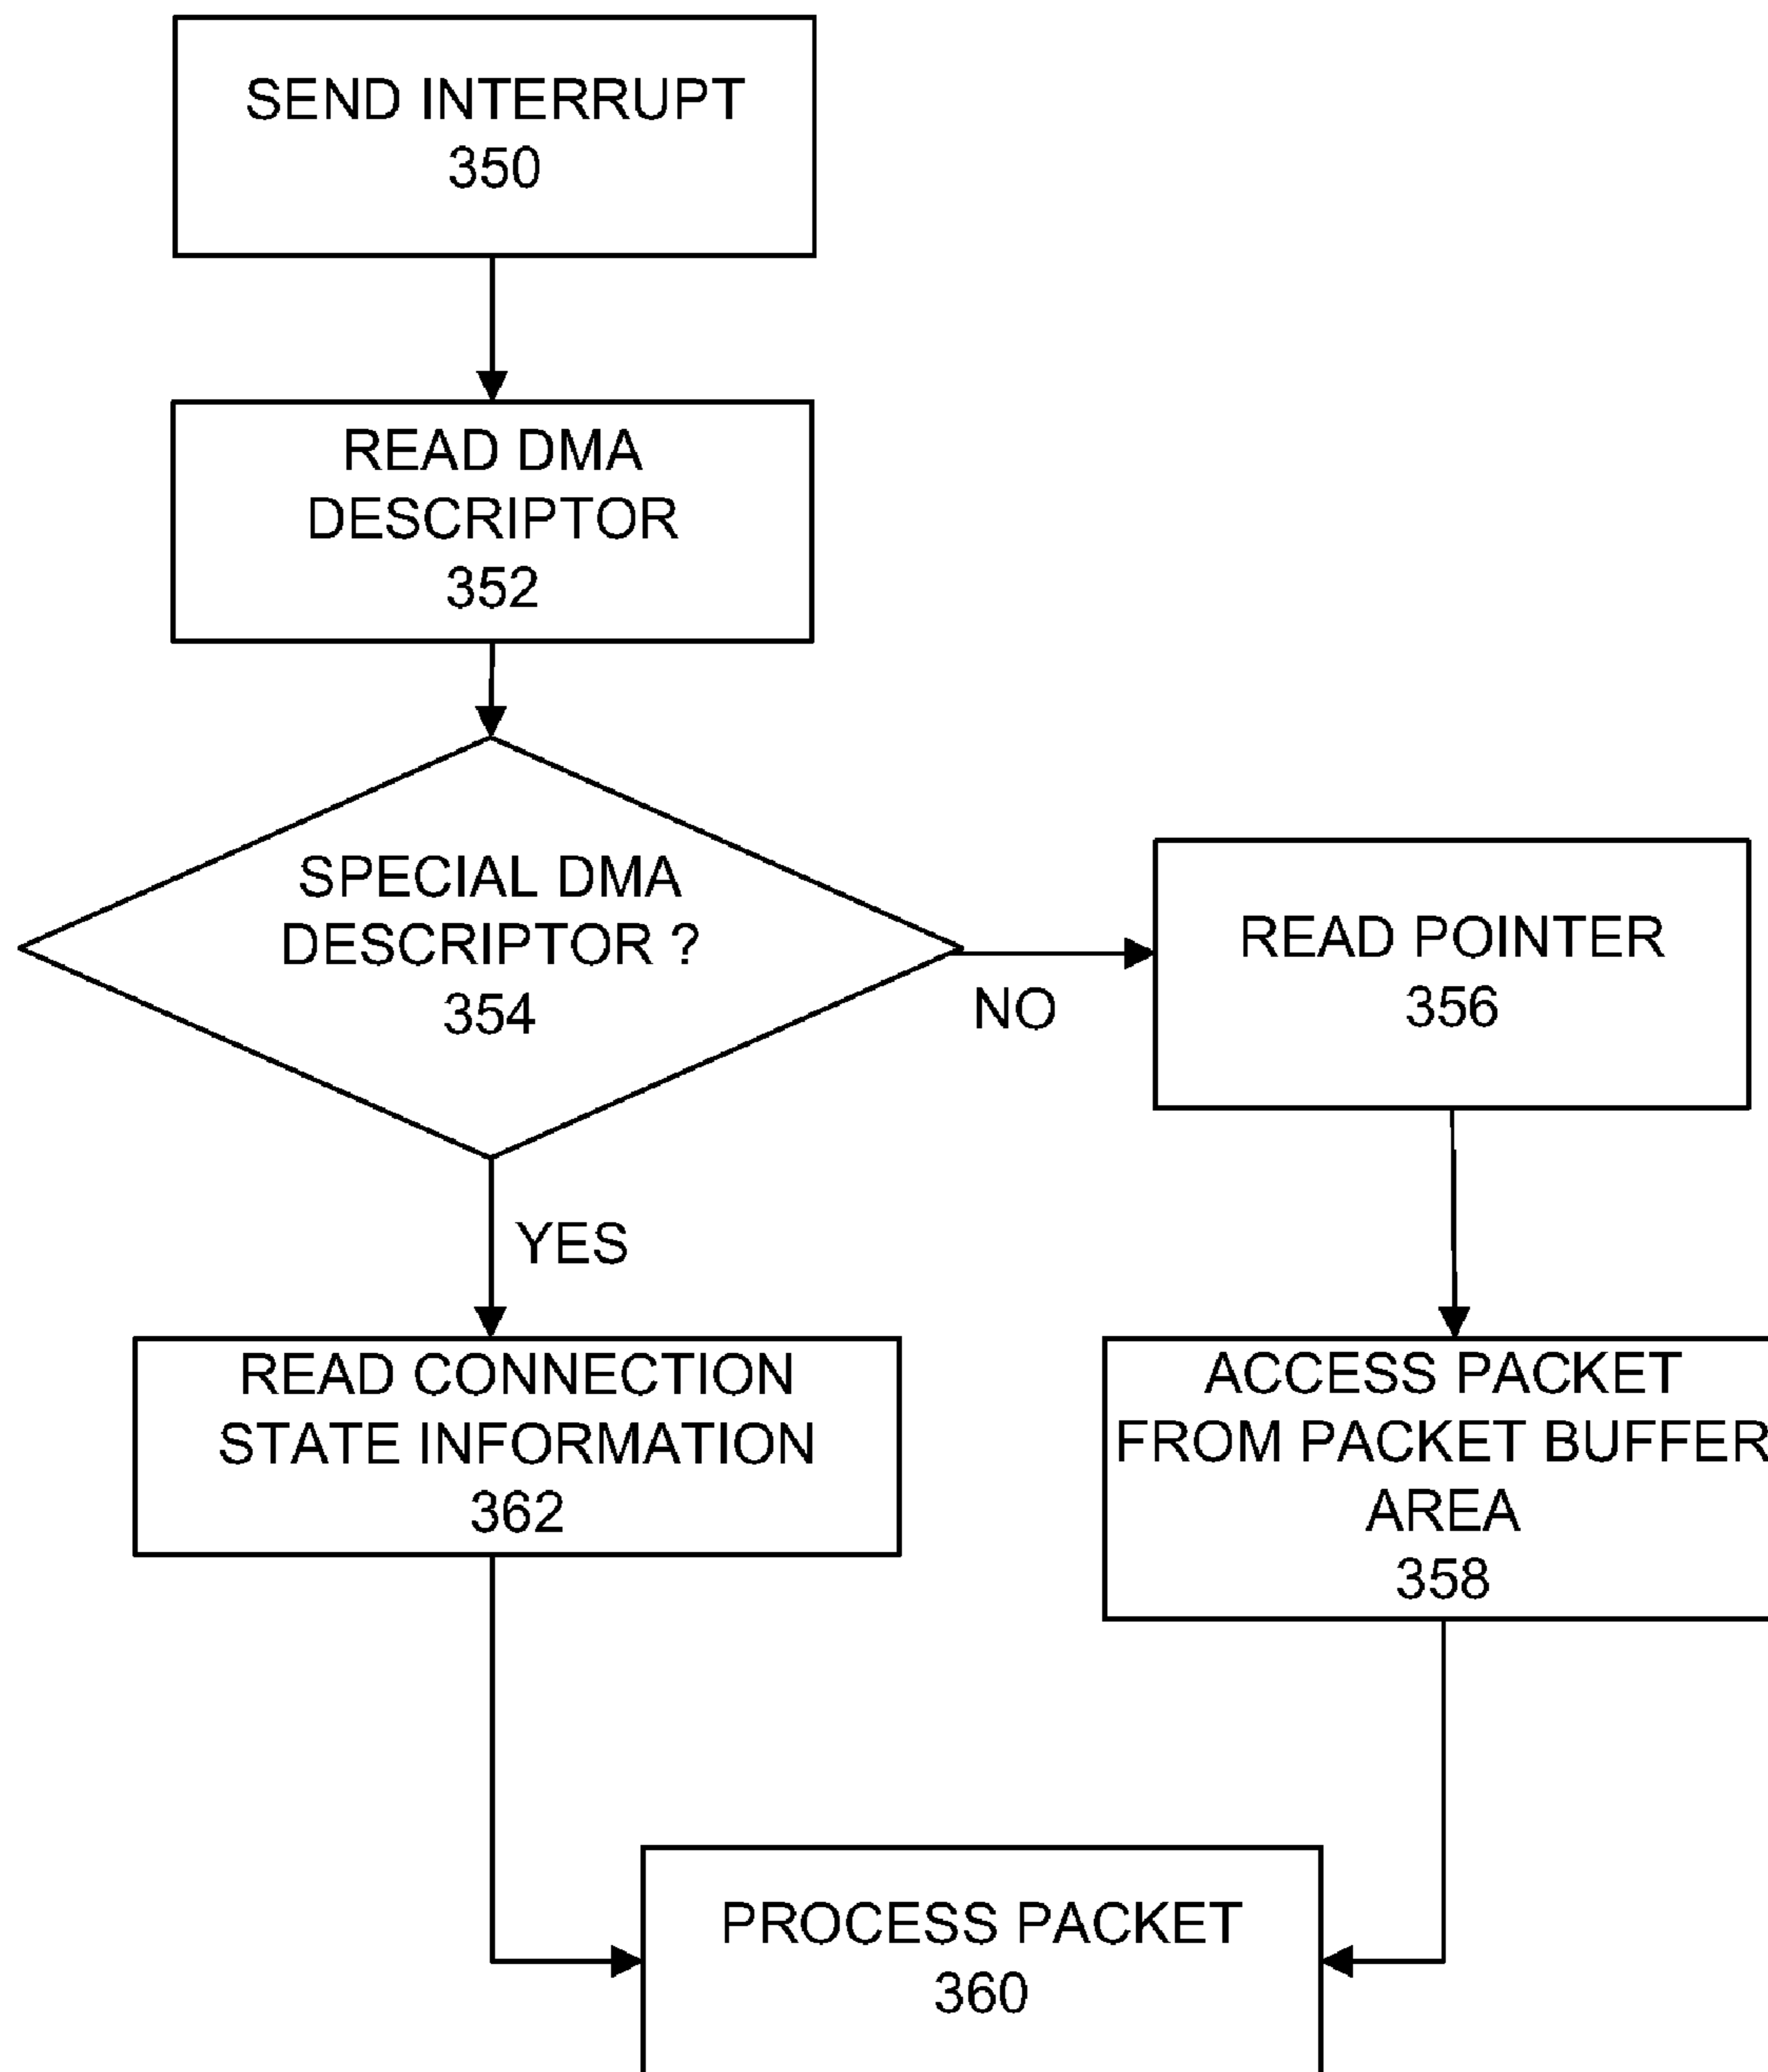 SEND INTERRUPT
350
READ DMA
DESCRIPTOR
352
SPECIAL DMA
DESCRIPTOR ?
354
NO
READ POINTER
356
YES
READ CONNECTION
STATE INFORMATION
362
ACCESS PACKET
FROM PACKET BUFFER
AREA
358
PROCESS PACKET
360